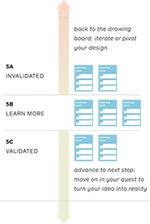 back to the drawing
board: iterate or pivot
your design.
5A
INVALIDATED
5B
LEARN MORE
5C
VALIDATED
advance to next step:
move on in your quest to
turn your idea into reality.